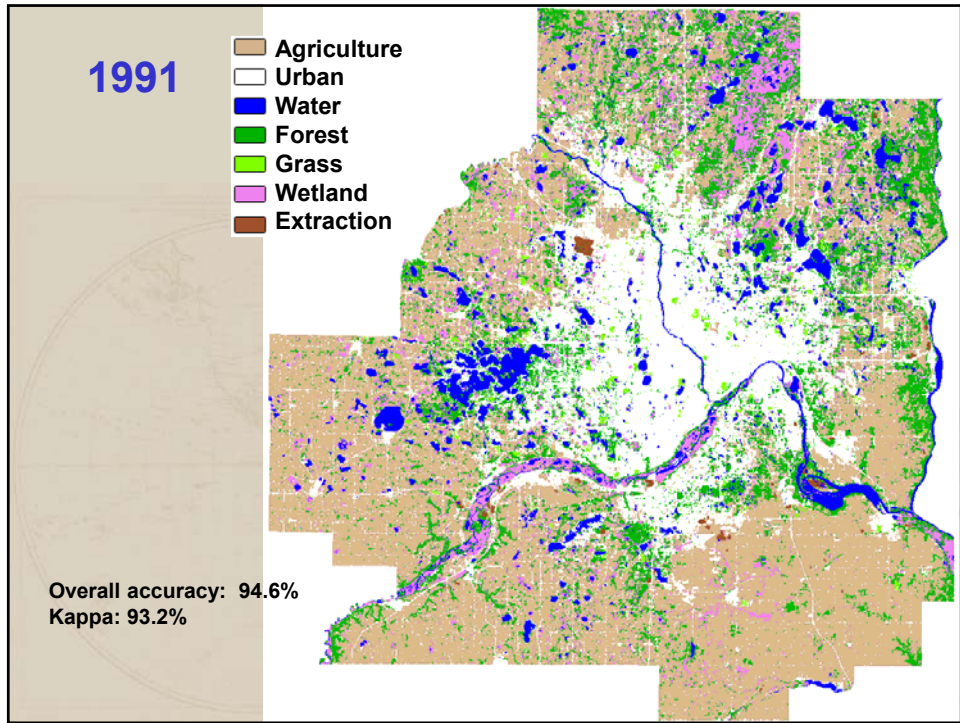 1991
Agriculture
Urban
Water
Forest
Grass
Wetland
Extraction
Overall accuracy: 94.6%
Kappa: 93.2%